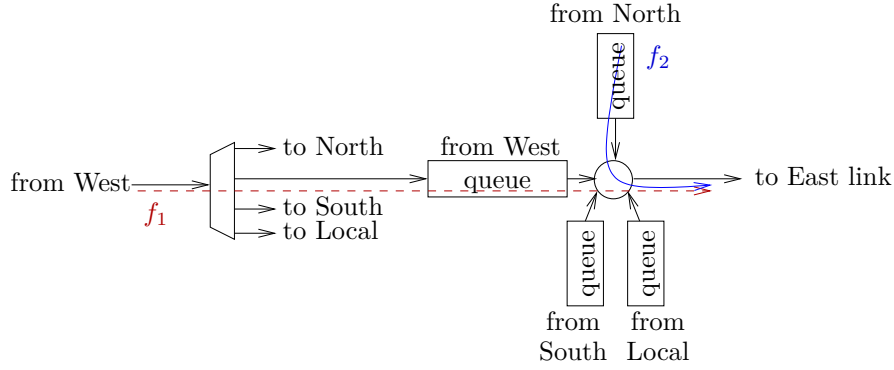 from North
queue
f2
to North
from West
queue
from West
to East link
f1
to South
to Local
queue
queue
from
South
from
Local